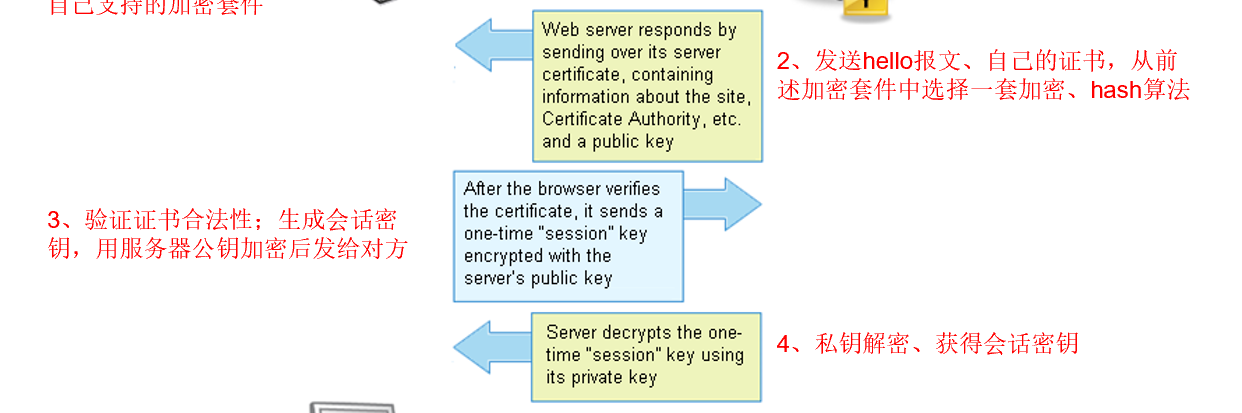 自己支持的加密套件
Web server responds by
sending over its server
certificate, containing
information about the site,
Certificate Authority, etc.
and a public key
2、发送hello报文、自己的证书，从前
述加密套件中选择一套加密、hash算法
After the browser verifies
the certificate, it sends a
one-time "session" key
encrypted with the
server's public key
3、验证证书合法性；生成会话密
钥，用服务器公钥加密后发给对方
Server decrypts the one-
time "session" key using
its private key
4、私钥解密、获得会话密钥